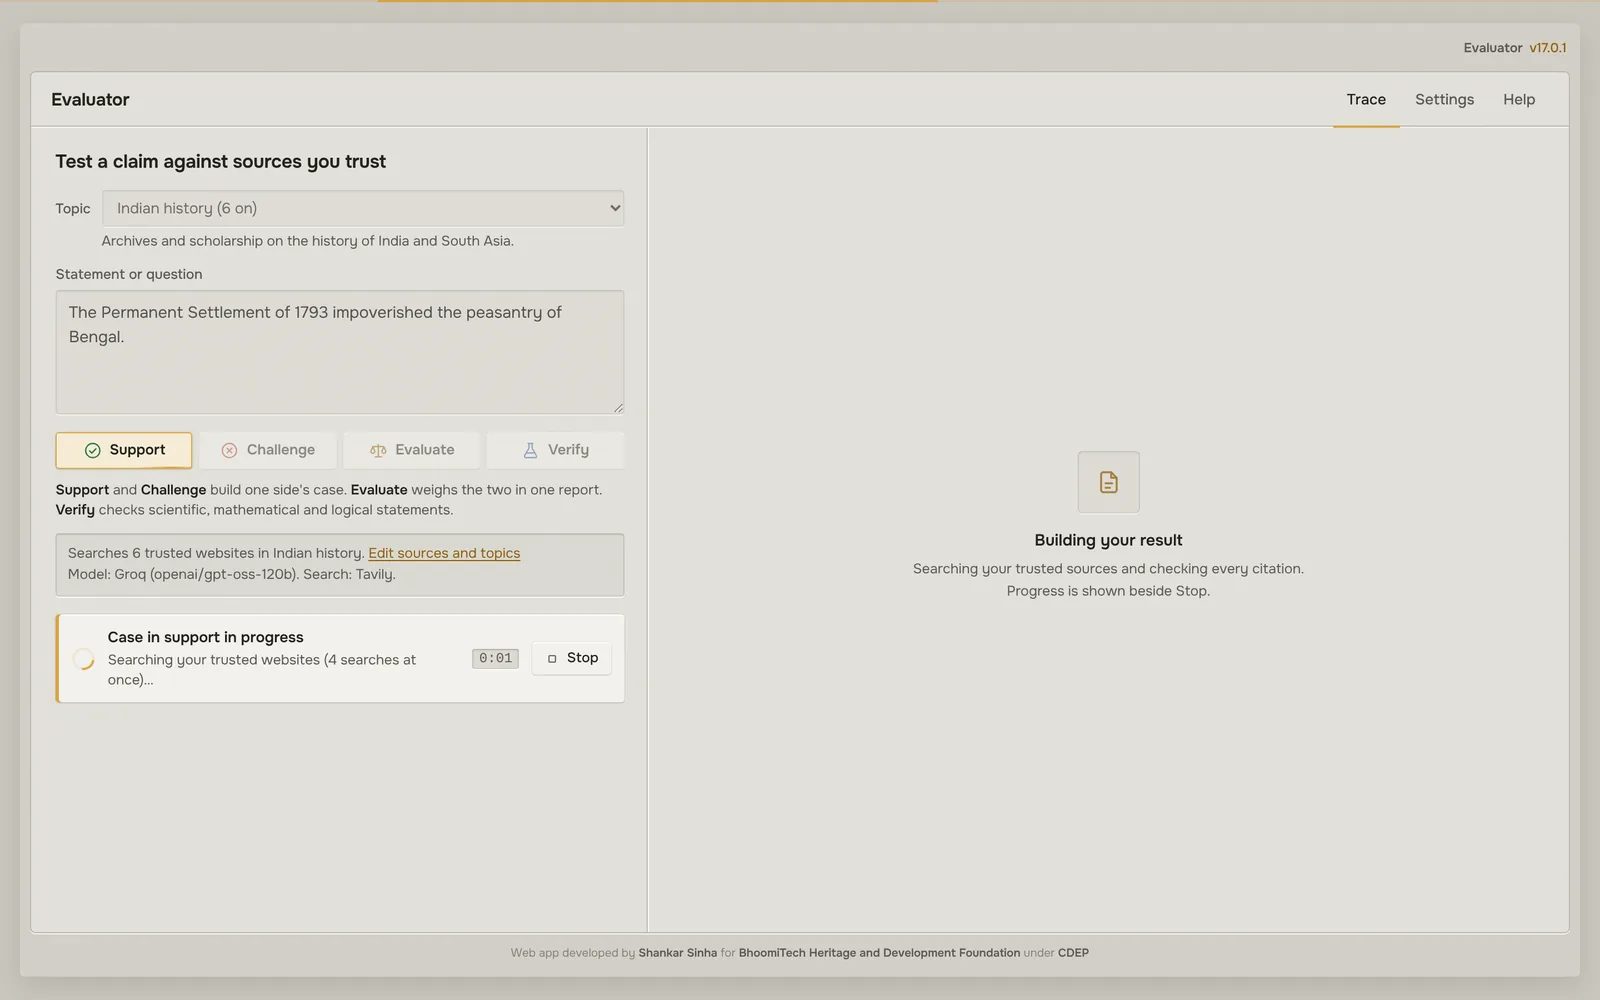 Evaluator v17.0.1
Evaluator
Trace
Settings
Help
Test a claim against sources you trust
Topic
Indian history (6 on)
Archives and scholarship on the history of India and South Asia.
Statement or question
The Permanent Settlement of 1793 impoverished the peasantry of
Bengal.
Support
Challenge
Evaluate
Verify
Support and Challenge build one side's case. Evaluate weighs the two in one report.
Verify checks scientific, mathematical and logical statements.
Searches 6 trusted websites in Indian history. Edit sources and topics
Model: Groq (openai/gpt-oss-120b). Search: Tavily.
Case in support in progress
Searching your trusted websites (4 searches at
once)...
0:01
Stop
Building your result
Searching your trusted sources and checking every citation.
Progress is shown beside Stop.
Web app developed by Shankar Sinha for BhoomiTech Heritage and Development Foundation under CDEP